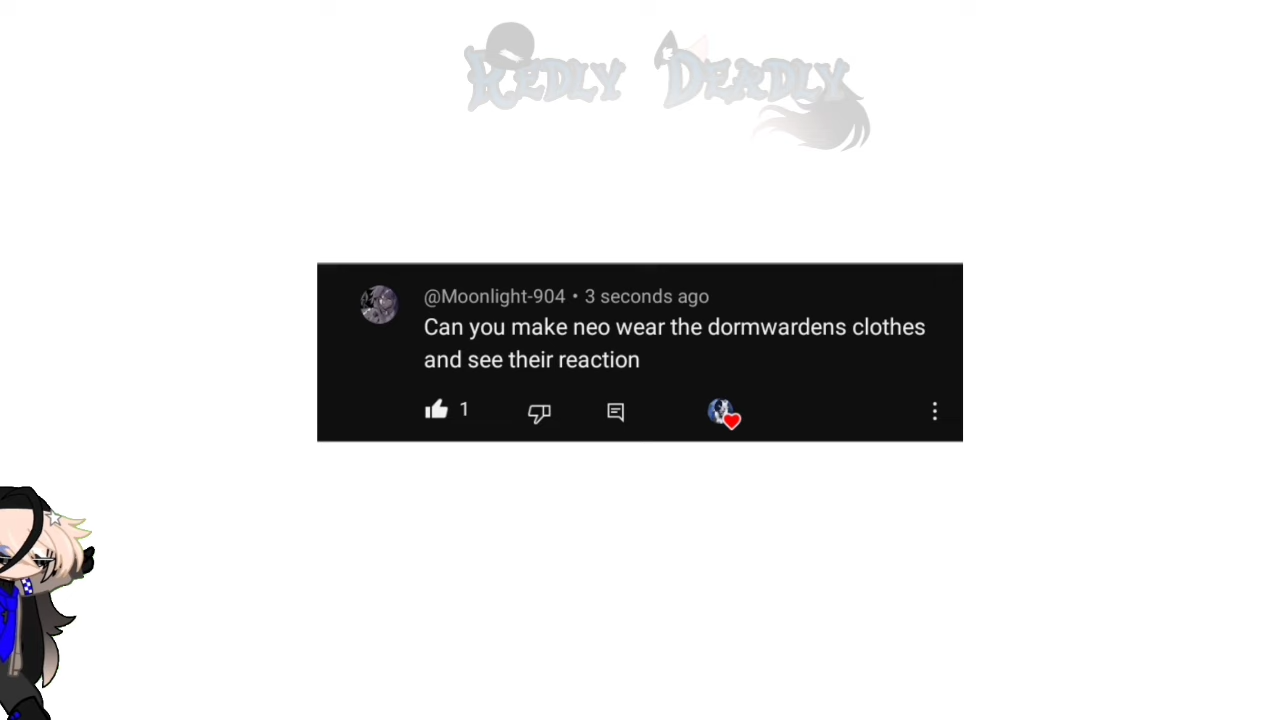 Redly Deadly
@Moonlight-904 • 3 seconds ago
Can you make neo wear the dormwardens clothes
and see their reaction
1